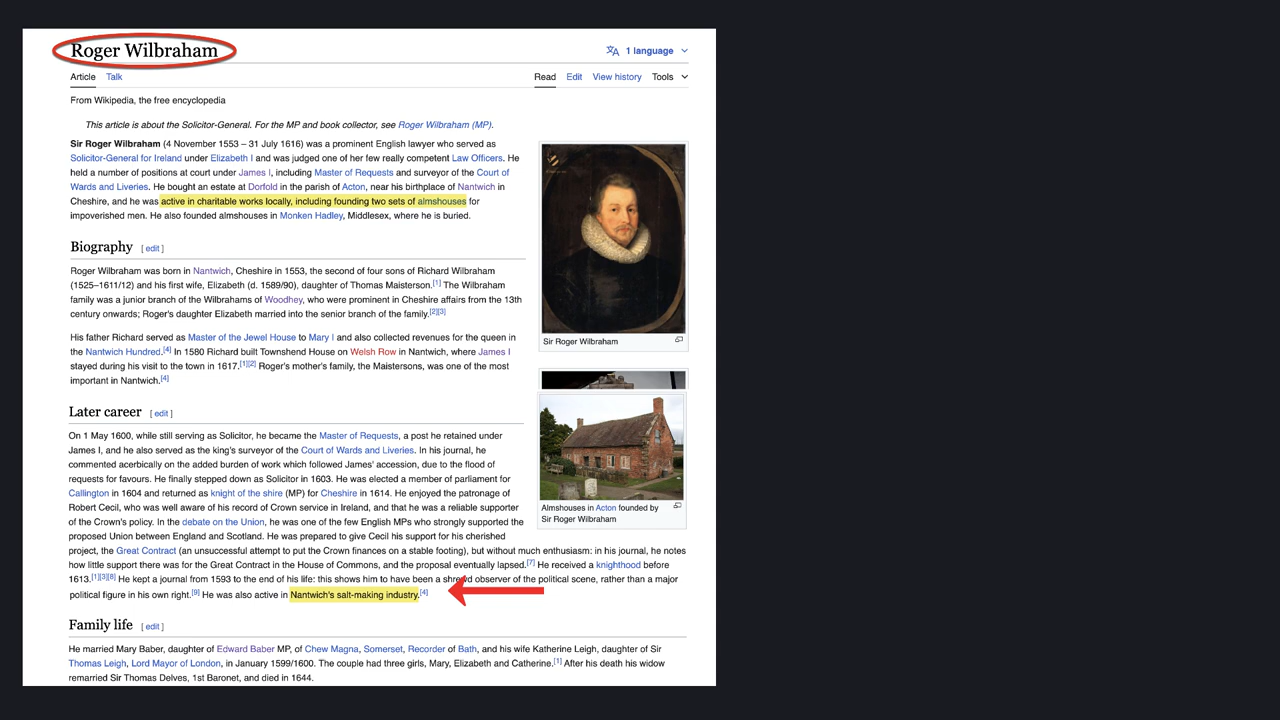 Roger Wilbraham
1 language
Article Talk Read Edit View history Tools
From Wikipedia, the free encyclopedia
This article is about the Solicitor-General. For the MP and book collector, see Roger Wilbraham (MP).
Sir Roger Wilbraham (4 November 1553 – 31 July 1616) was a prominent English lawyer who served as
Solicitor-General for Ireland under Elizabeth I and was judged one of her few really competent Law Officers. He
held a number of positions at court under James I, including Master of Requests and surveyor of the Court of
Wards and Liveries. He bought an estate at Dorfold in the parish of Acton, near his birthplace of Nantwich in
Cheshire, and he was active in charitable works locally, including founding two sets of almshouses for
impoverished men. He also founded almshouses in Monken Hadley, Middlesex, where he is buried.
Sir Roger Wilbraham
Biography [ edit ]
Roger Wilbraham was born in Nantwich, Cheshire in 1553, the second of four sons of Richard Wilbraham
(1525–1611/12) and his first wife, Elizabeth (d. 1589/90), daughter of Thomas Maisterson.[1] The Wilbraham
family was a junior branch of the Wilbrahams of Woodhey, who were prominent in Cheshire affairs from the 13th
century onwards; Roger's daughter Elizabeth married into the senior branch of the family.[2][3]
His father Richard served as Master of the Jewel House to Mary I and also collected revenues for the queen in
the Nantwich Hundred.[4] In 1580 Richard built Townshend House on Welsh Row in Nantwich, where James I
stayed during his visit to the town in 1617.[1][2] Roger's mother's family, the Maistersons, was one of the most
important in Nantwich.[4]
Later career [ edit ]
On 1 May 1600, while still serving as Solicitor, he became the Master of Requests, a post he retained under
James I, and he also served as the king's surveyor of the Court of Wards and Liveries. In his journal, he
commented acerbically on the added burden of work which followed James' accession, due to the flood of
requests for favours. He finally stepped down as Solicitor in 1603. He was elected a member of parliament for
Callington in 1604 and returned as knight of the shire (MP) for Cheshire in 1614. He enjoyed the patronage of
Robert Cecil, who was well aware of his record of Crown service in Ireland, and that he was a reliable supporter
of the Crown's policy. In the debate on the Union, he was one of the few English MPs who strongly supported the
proposed Union between England and Scotland. He was prepared to give Cecil his support for his cherished
project, the Great Contract (an unsuccessful attempt to put the Crown finances on a stable footing), but without much enthusiasm: in his journal, he notes
how little support there was for the Great Contract in the House of Commons, and the proposal eventually lapsed.[7] He received a knighthood before
1613.[1][3][8] He kept a journal from 1593 to the end of his life: this shows him to have been a shrewd observer of the political scene, rather than a major
political figure in his own right.[9] He was also active in Nantwich's salt-making industry.[4]
Almshouses in Acton founded by
Sir Roger Wilbraham
Family life [ edit ]
He married Mary Baber, daughter of Edward Baber MP, of Chew Magna, Somerset, Recorder of Bath, and his wife Katherine Leigh, daughter of Sir
Thomas Leigh, Lord Mayor of London, in January 1599/1600. The couple had three girls, Mary, Elizabeth and Catherine.[1] After his death his widow
remarried Sir Thomas Delves, 1st Baronet, and died in 1644.